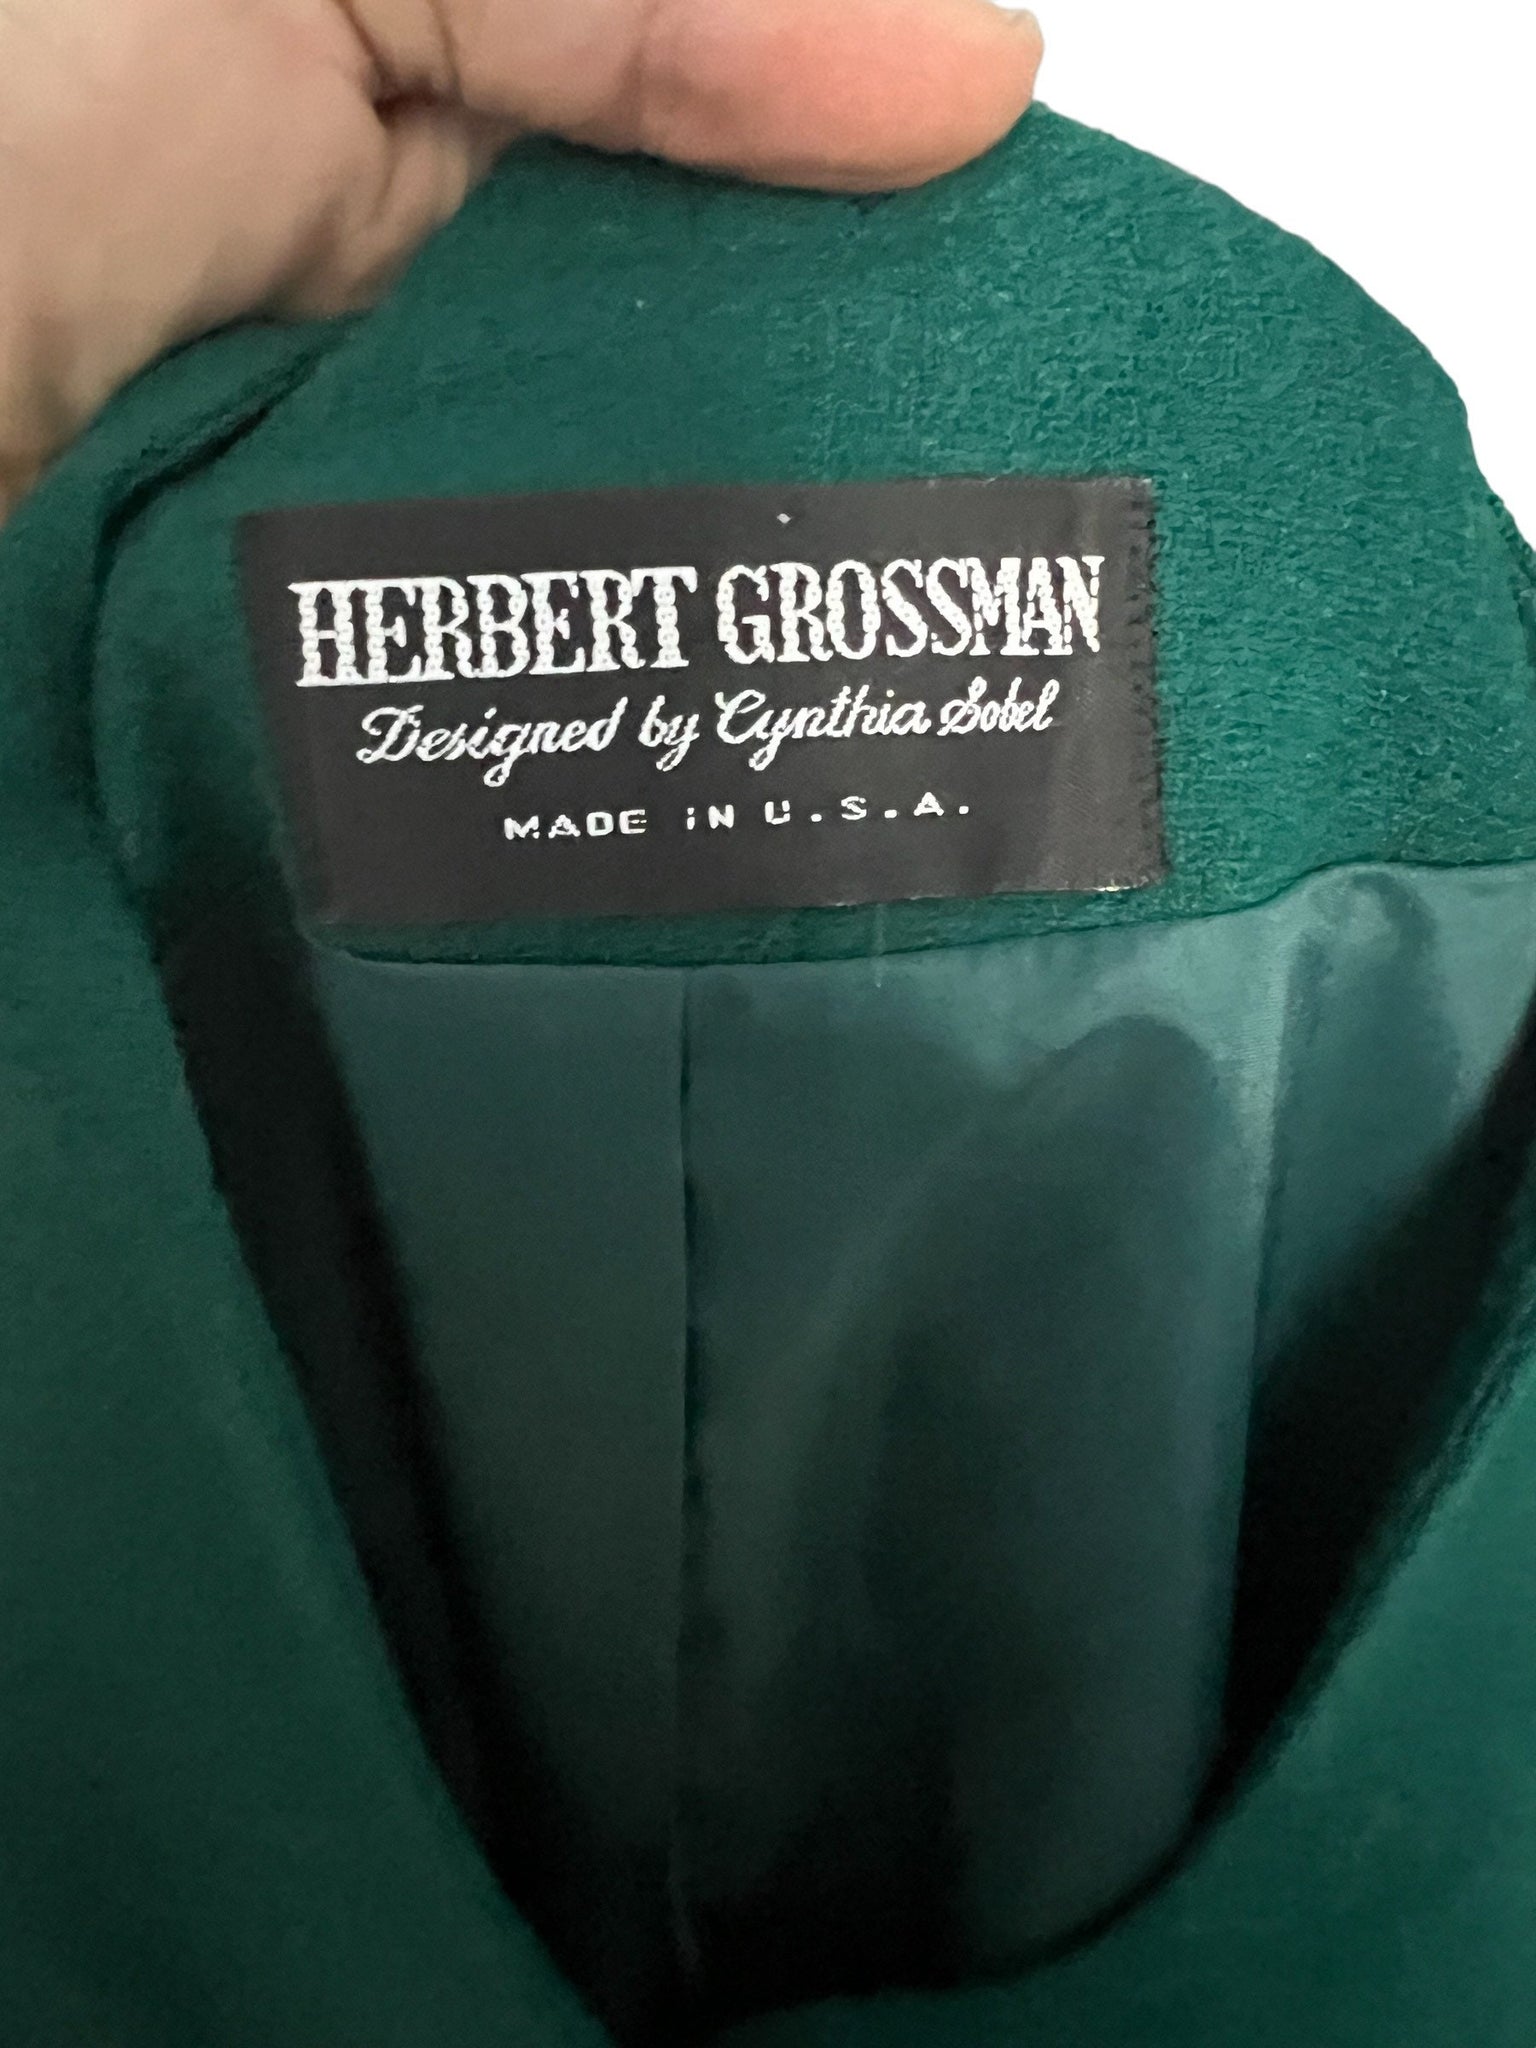 HERBERT GROSSMAN
Designed by Cynthia Sobel
MADE IN U.S.A.